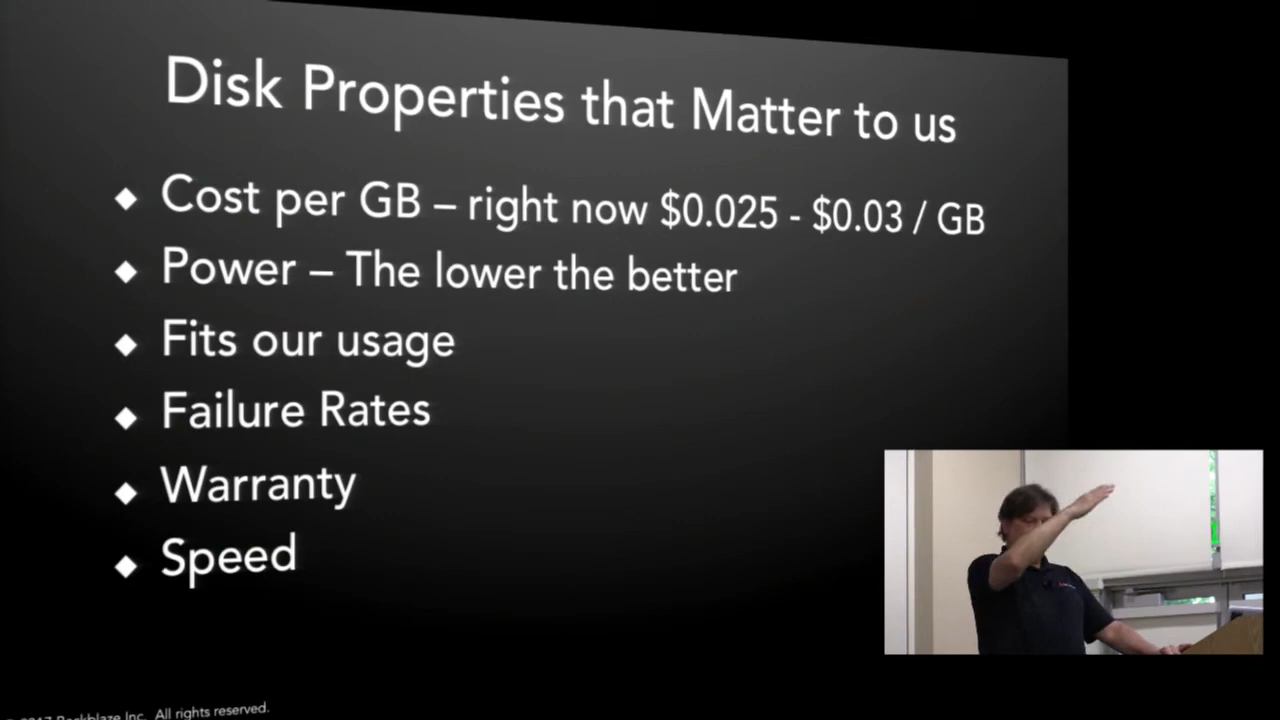 Disk Properties that Matter to us
◆ Cost per GB – right now $0.025 - $0.03 / GB
◆ Power – The lower the better
◆ Fits our usage
◆ Failure Rates
◆ Warranty
◆ Speed
2017 Backblaze Inc. All rights reserved.